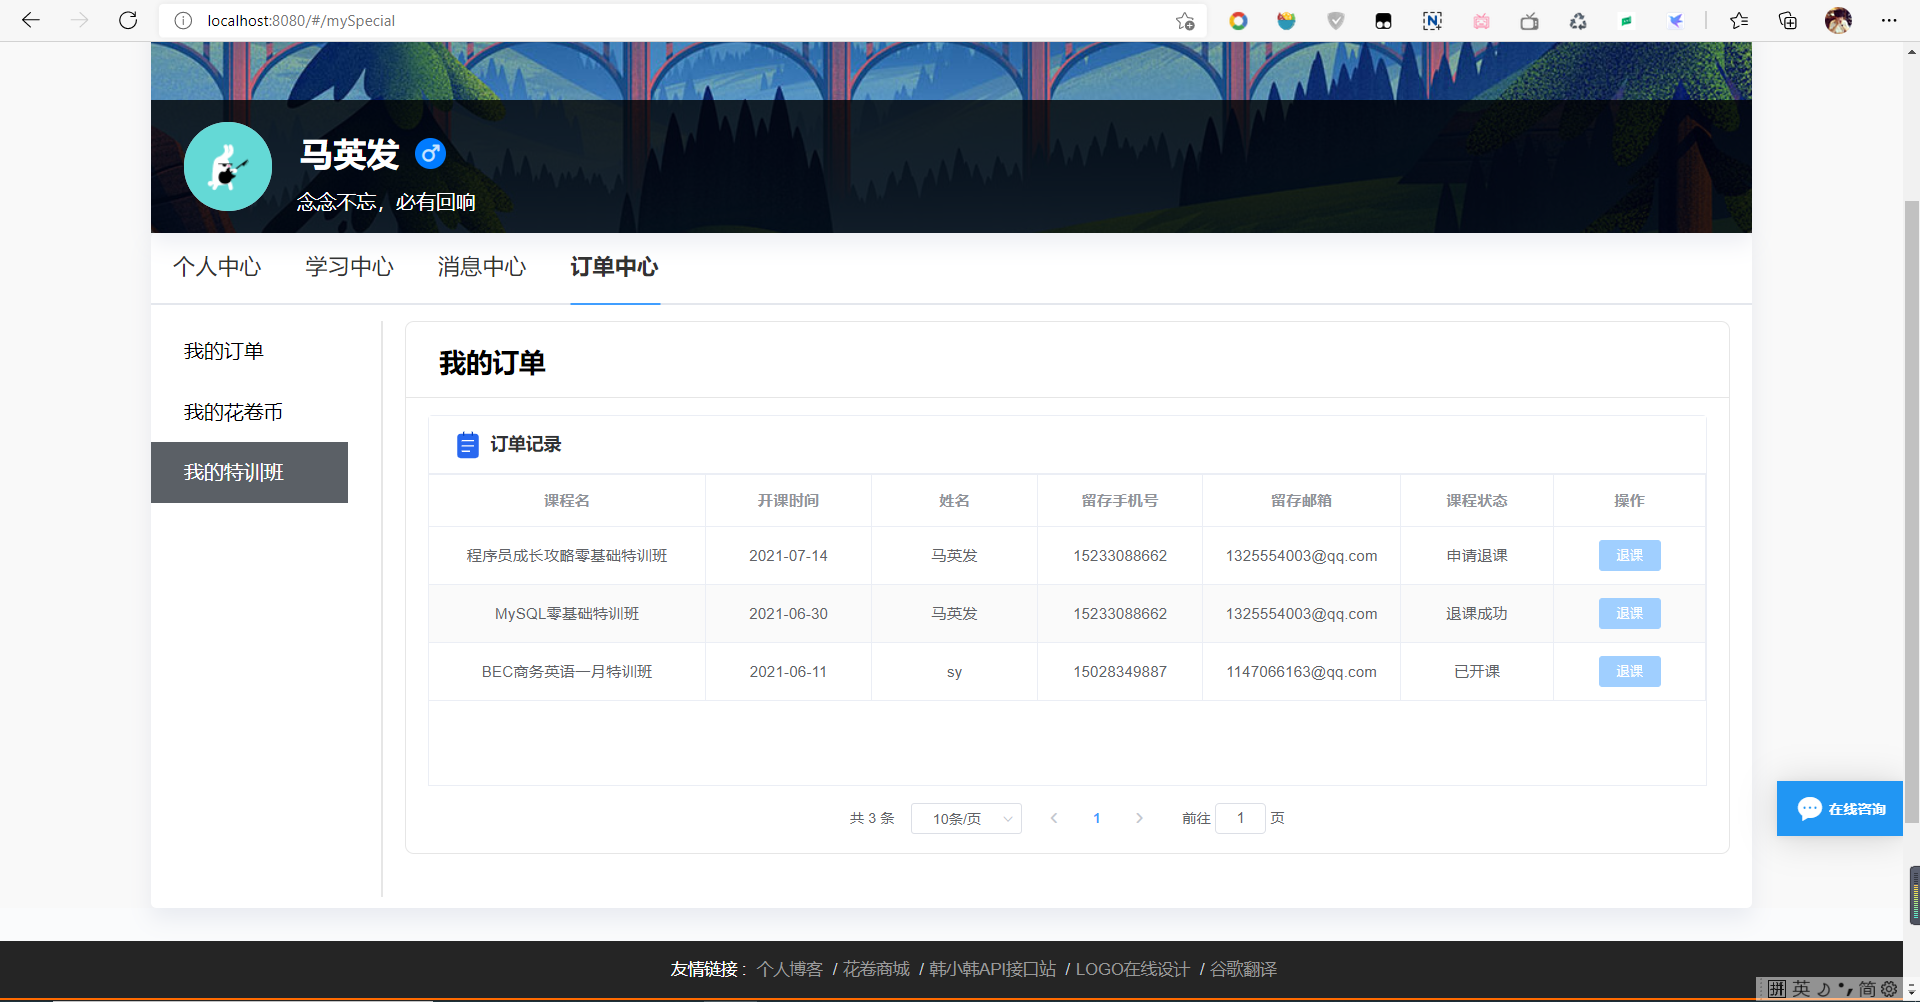 localhost:8080/#/mySpecial
马英发
念念不忘，必有回响
个人中心 学习中心 消息中心 订单中心
我的订单
我的花卷币
我的特训班
我的订单
订单记录
课程名 开课时间 姓名 留存手机号 留存邮箱 课程状态 操作
程序员成长攻略零基础特训班 2021-07-14 马英发 15233088662 1325554003@qq.com 申请退课 退课
MySQL零基础特训班 2021-06-30 马英发 15233088662 1325554003@qq.com 退课成功 退课
BEC商务英语一月特训班 2021-06-11 sy 15028349887 1147066163@qq.com 已开课 退课
共 3 条 10条/页 1 前往 1 页
在线咨询
友情链接： 个人博客 / 花卷商城 / 韩小韩API接口站 / LOGO在线设计 / 谷歌翻译
拼 英 简